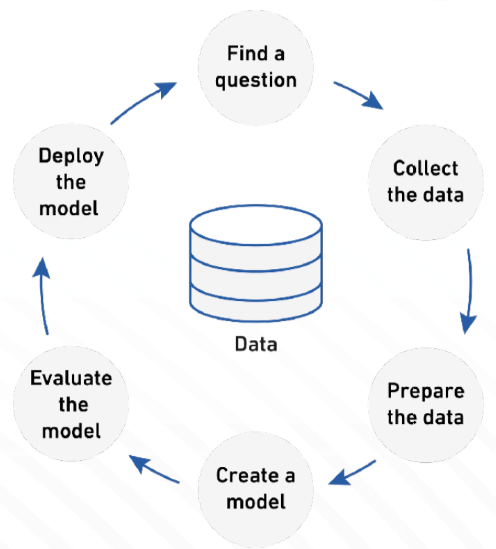 Find a
question
Collect
the data
Prepare
the data
Create a
model
Evaluate
the
model
Deploy
the
model
Data